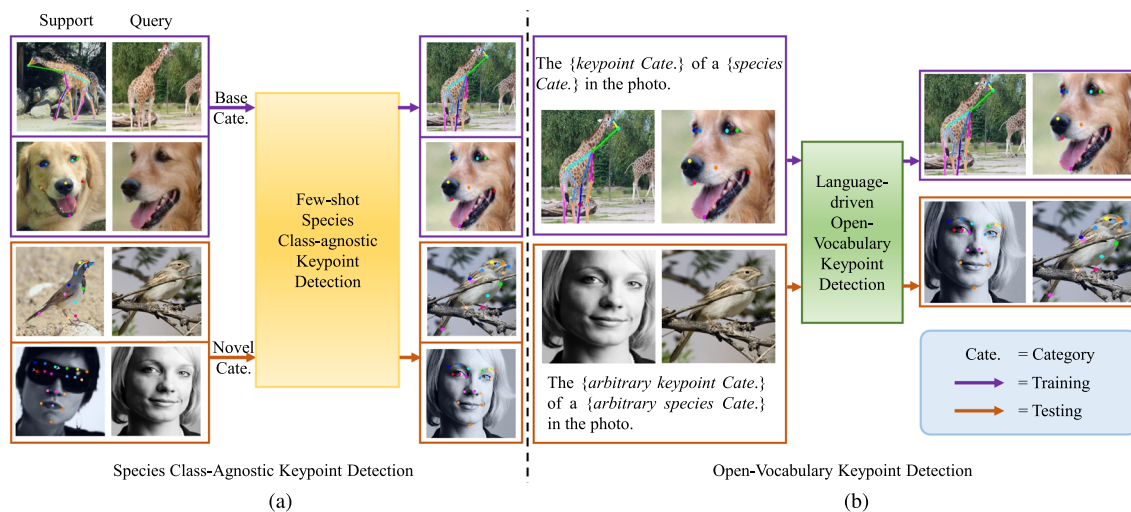 Support Query
Base
Cate.
Few-shot
Species
Class-agnostic
Keypoint
Detection
Novel
Cate.
Species Class-Agnostic Keypoint Detection
(a)
The {keypoint Cate.} of a {species
Cate.} in the photo.
The {arbitrary keypoint Cate.}
of a {arbitrary species Cate.}
in the photo.
Language-
driven
Open-
Vocabulary
Keypoint
Detection
Cate. = Category
= Training
= Testing
Open-Vocabulary Keypoint Detection
(b)